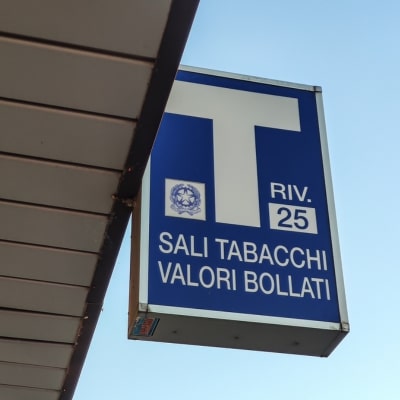 T
RIV.
25
SALI TABACCHI
VALORI BOLLATI